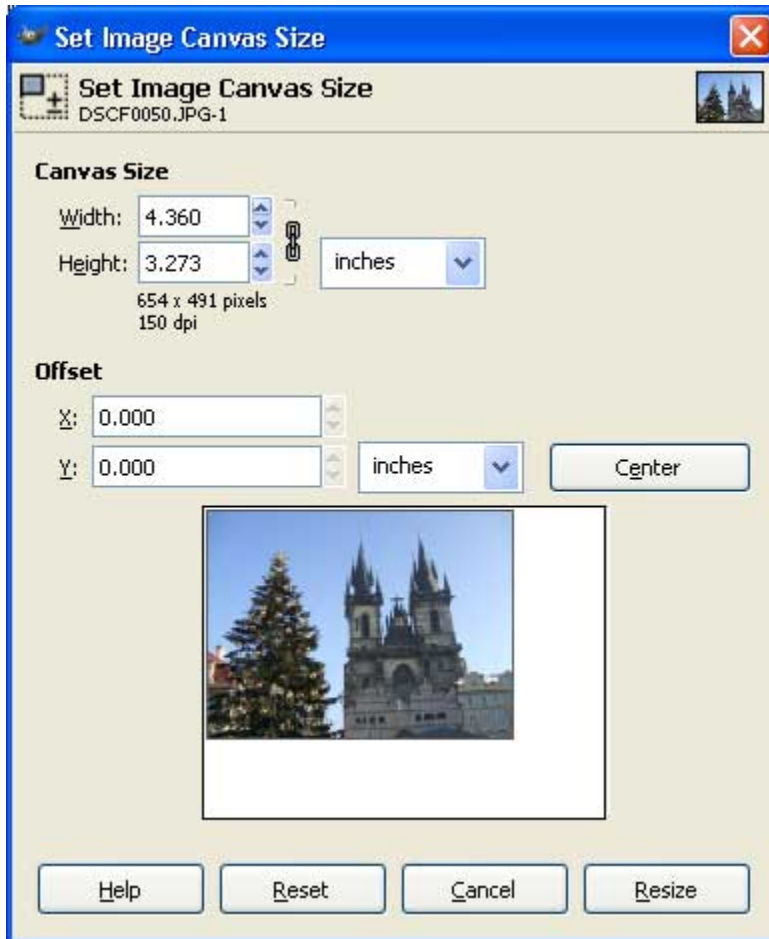 Set Image Canvas Size
Set Image Canvas Size
DSCF0050.JPG-1
Canvas Size
Width: 4.360
Height: 3.273 inches
654 x 491 pixels
150 dpi
Offset
X: 0.000
Y: 0.000 inches Center
Help Reset Cancel Resize